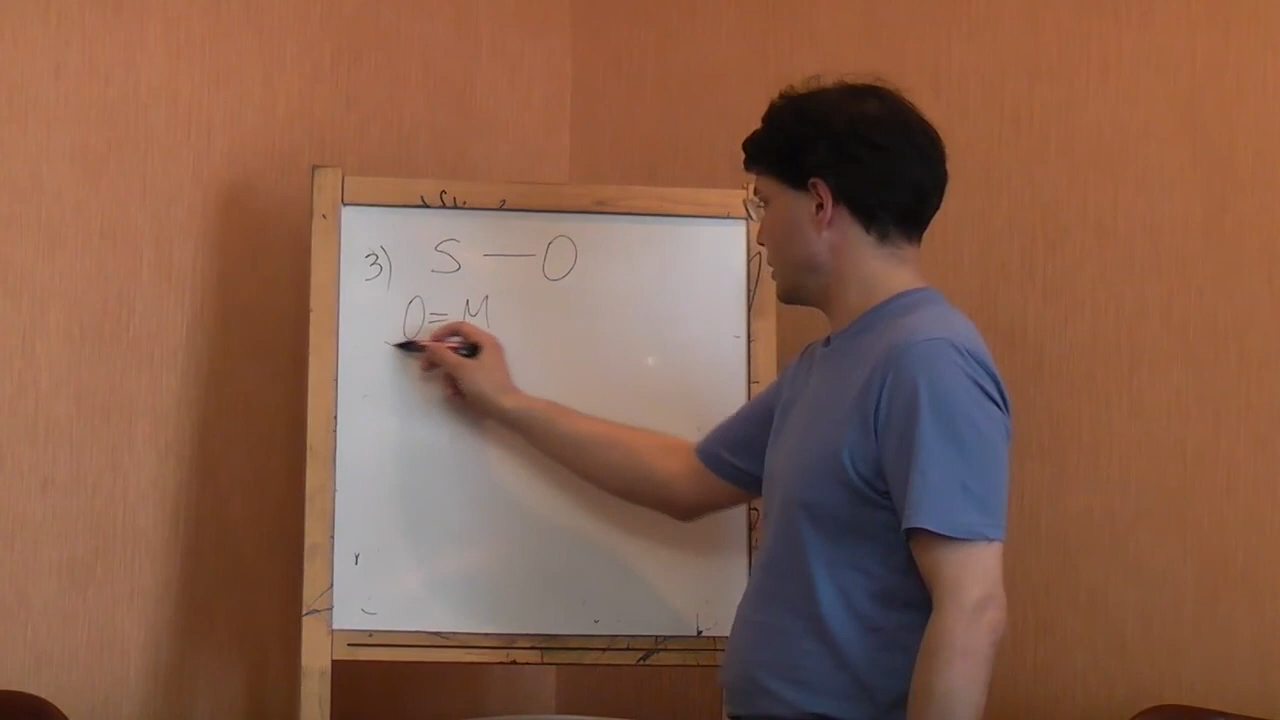 3) S — O
O = M